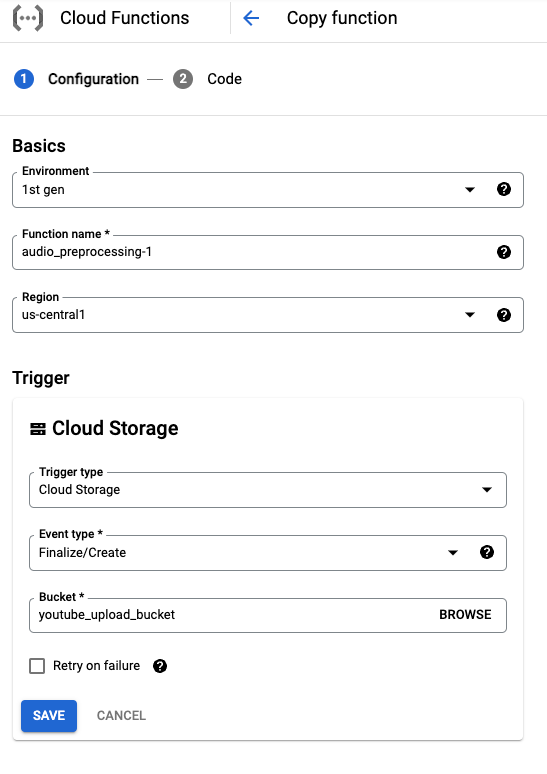 Cloud Functions
Copy function
1 Configuration — 2 Code
Basics
Environment
1st gen
Function name *
audio_preprocessing-1
Region
us-central1
Trigger
Cloud Storage
Trigger type
Cloud Storage
Event type *
Finalize/Create
Bucket *
youtube_upload_bucket BROWSE
Retry on failure
SAVE CANCEL